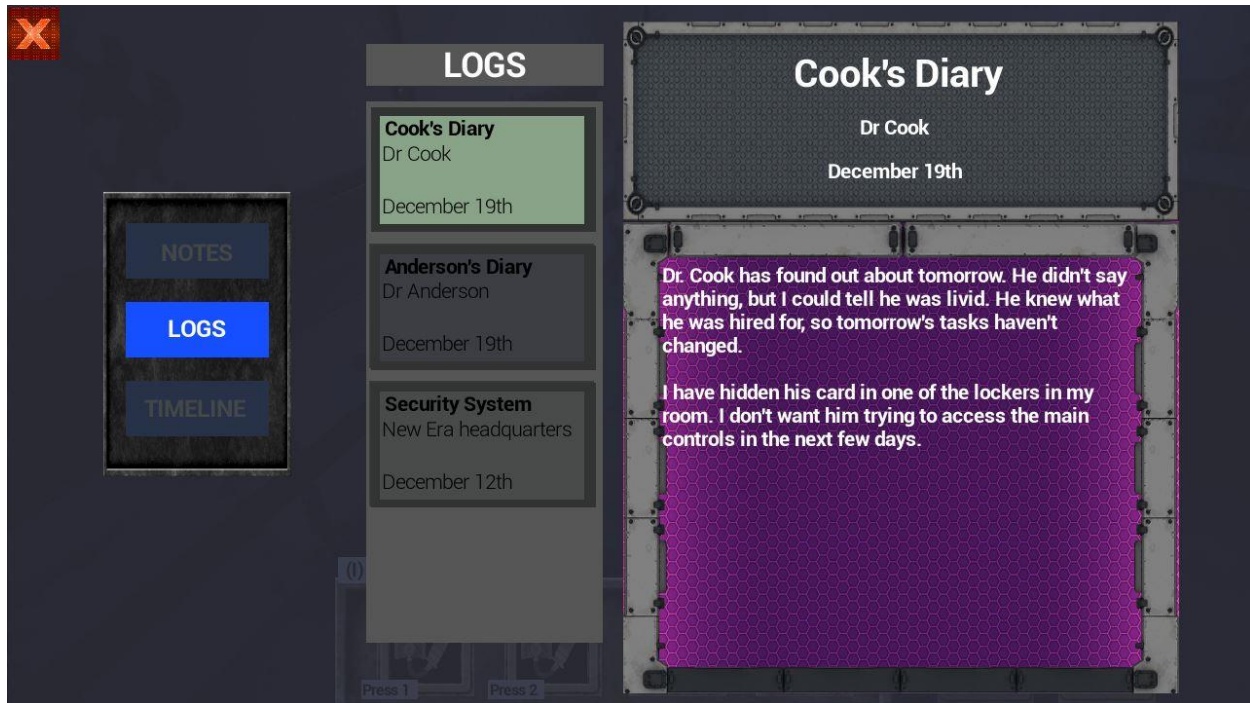 X
LOGS
Cook's Diary
Dr Cook
December 19th
Anderson's Diary
Dr Anderson
December 19th
Security System
New Era headquarters
December 12th
NOTES
LOGS
TIMELINE
Cook's Diary
Dr Cook
December 19th
Dr. Cook has found out about tomorrow. He didn't say
anything, but I could tell he was livid. He knew what
he was hired for, so tomorrow's tasks haven't
changed.
I have hidden his card in one of the lockers in my
room. I don't want him trying to access the main
controls in the next few days.
(I)
Press 1
Press 2